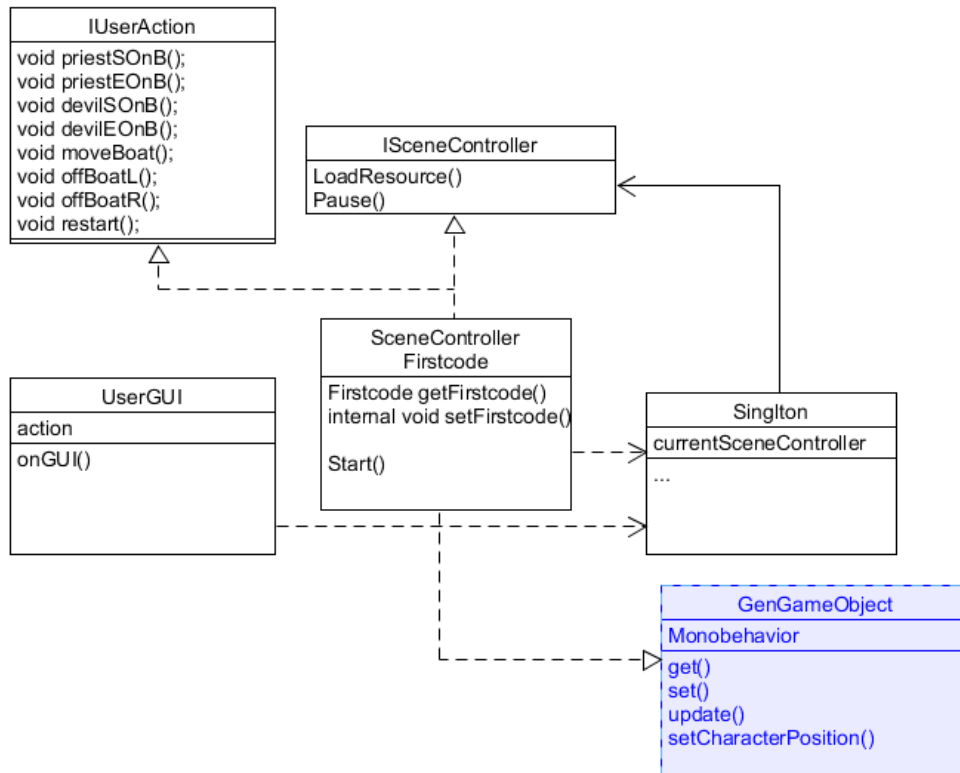 IUserAction
void priestSOnB();
void priestEOnB();
void devilSOnB();
void devilEOnB();
void moveBoat();
void offBoatL();
void offBoatR();
void restart();
ISceneController
LoadResource()
Pause()
SceneController
Firstcode
Firstcode getFirstcode()
internal void setFirstcode()
Start()
UserGUI
action
onGUI()
Singlton
currentSceneController
...
GenGameObject
Monobehavior
get()
set()
update()
setCharacterPosition()